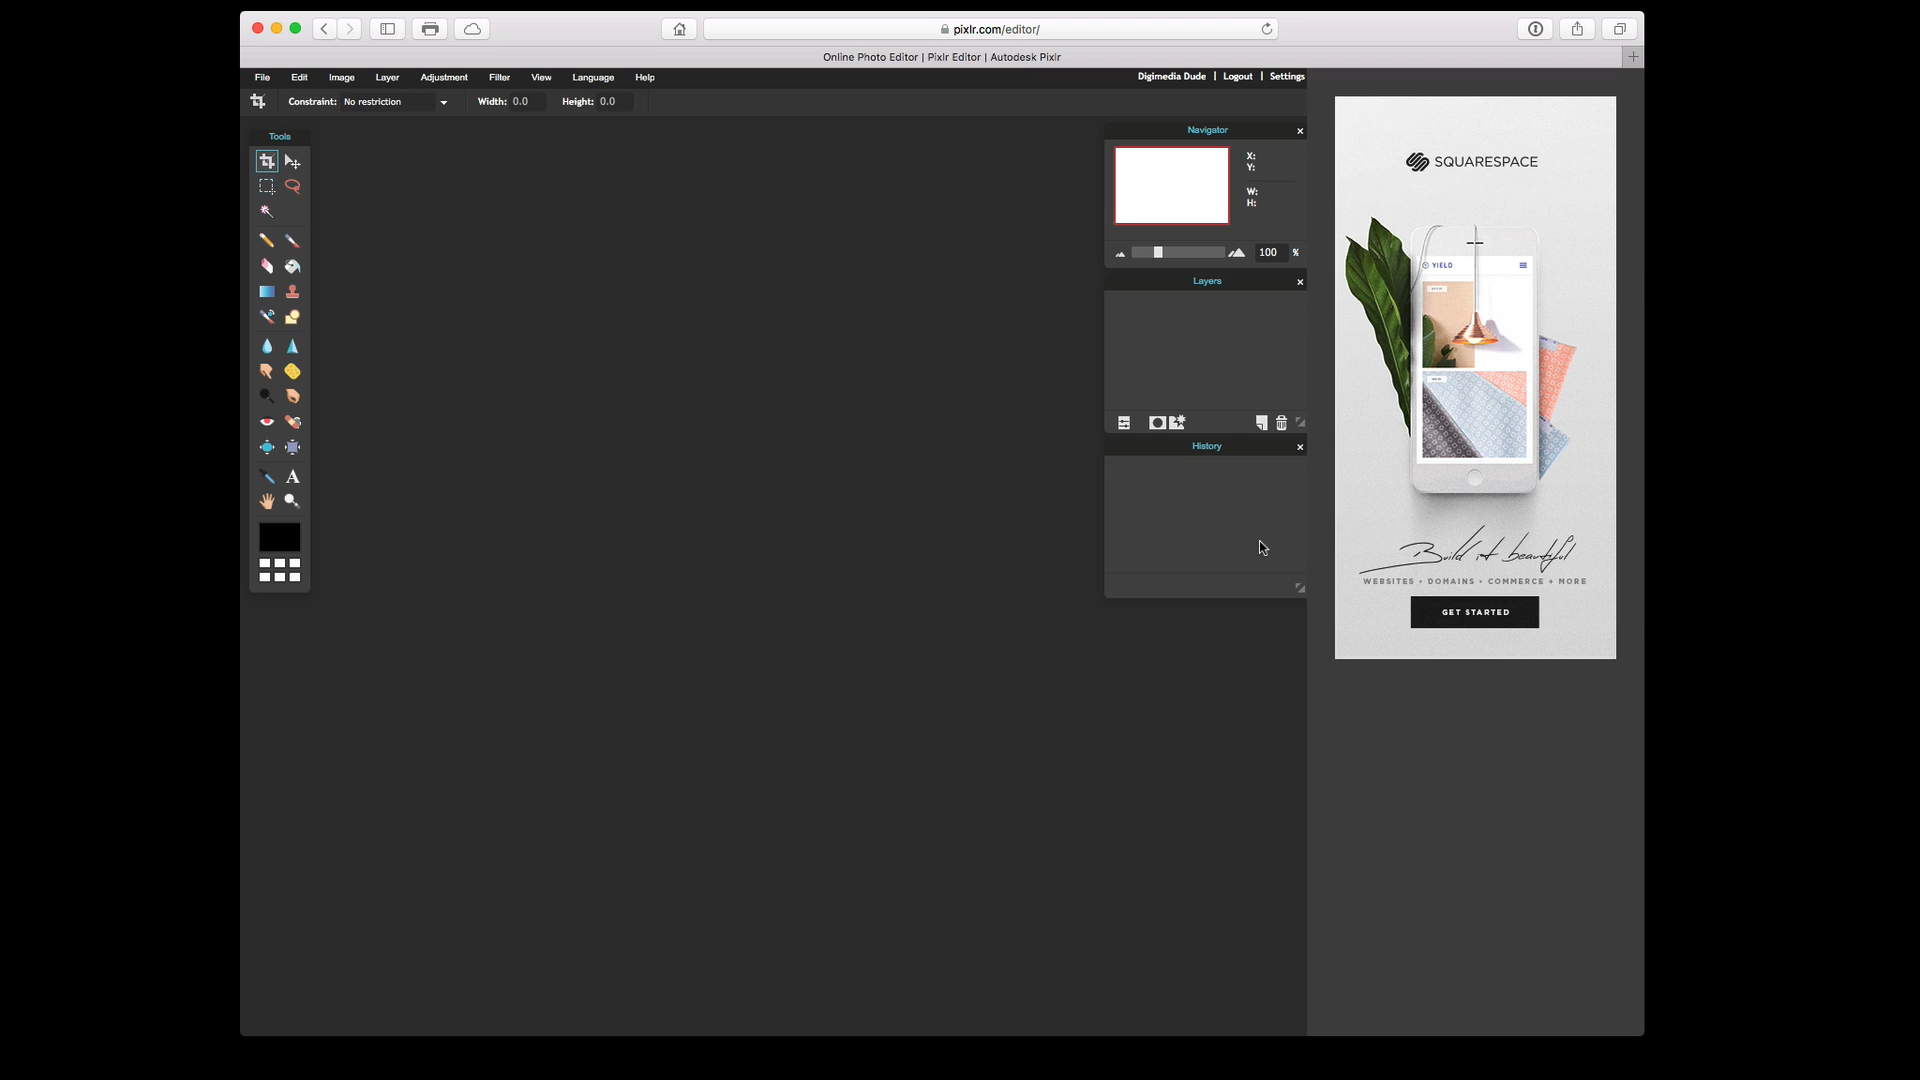 pixlr.com/editor/
Online Photo Editor | Pixlr Editor | Autodesk Pixlr
File Edit Image Layer Adjustment Filter View Language Help
Digimedia Dude | Logout | Settings
Constraint: No restriction Width: 0.0 Height: 0.0
Tools
A
Navigator
X:
Y:
W:
H:
100 %
Layers
History
SQUARESPACE
YIELD
Build it beautiful
WEBSITES • DOMAINS • COMMERCE + MORE
GET STARTED